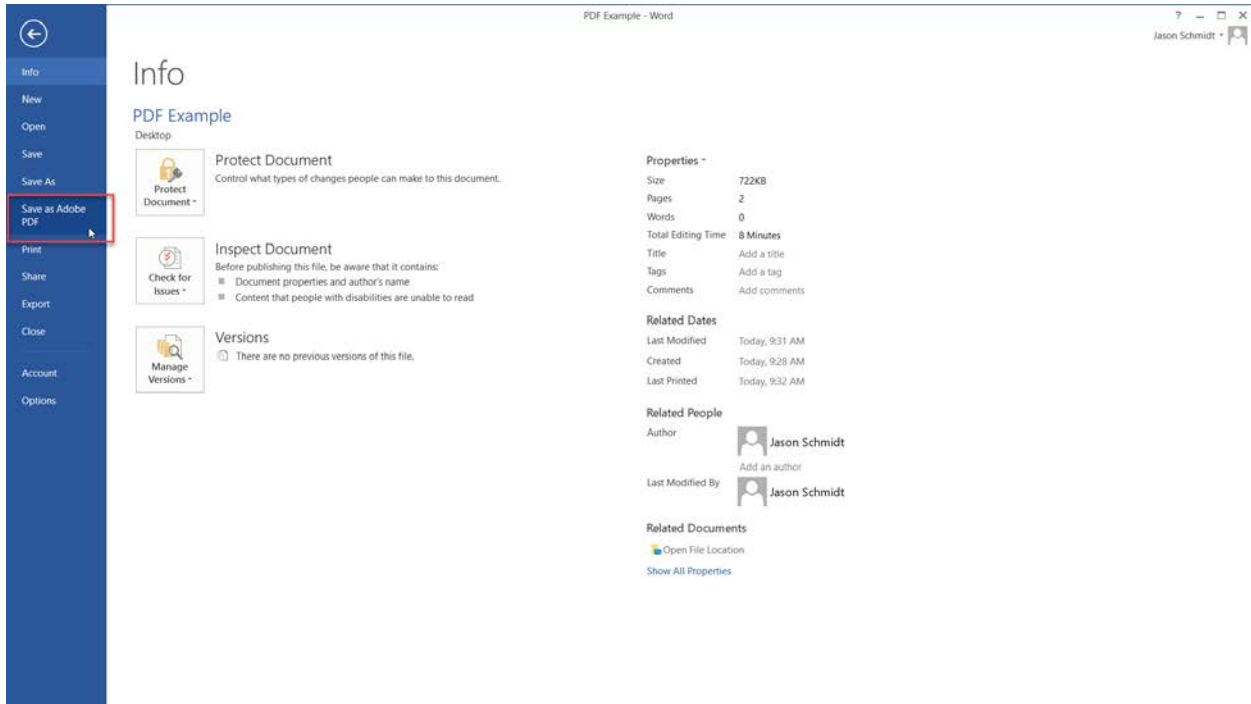 PDF Example - Word
?
Jason Schmidt
Info
New
Open
Save
Save As
Save as Adobe
PDF
Print
Share
Export
Close
Account
Options
Info
PDF Example
Desktop
Protect
Document
Protect Document
Control what types of changes people can make to this document.
Check for
Issues
Inspect Document
Before publishing this file, be aware that it contains:
Document properties and author's name
Content that people with disabilities are unable to read
Manage
Versions
Versions
There are no previous versions of this file.
Properties
Size 722KB
Pages 2
Words 0
Total Editing Time 8 Minutes
Title Add a title
Tags Add a tag
Comments Add comments
Related Dates
Last Modified Today, 9:31 AM
Created Today, 9:28 AM
Last Printed Today, 9:32 AM
Related People
Author Jason Schmidt
Add an author
Last Modified By Jason Schmidt
Related Documents
Open File Location
Show All Properties